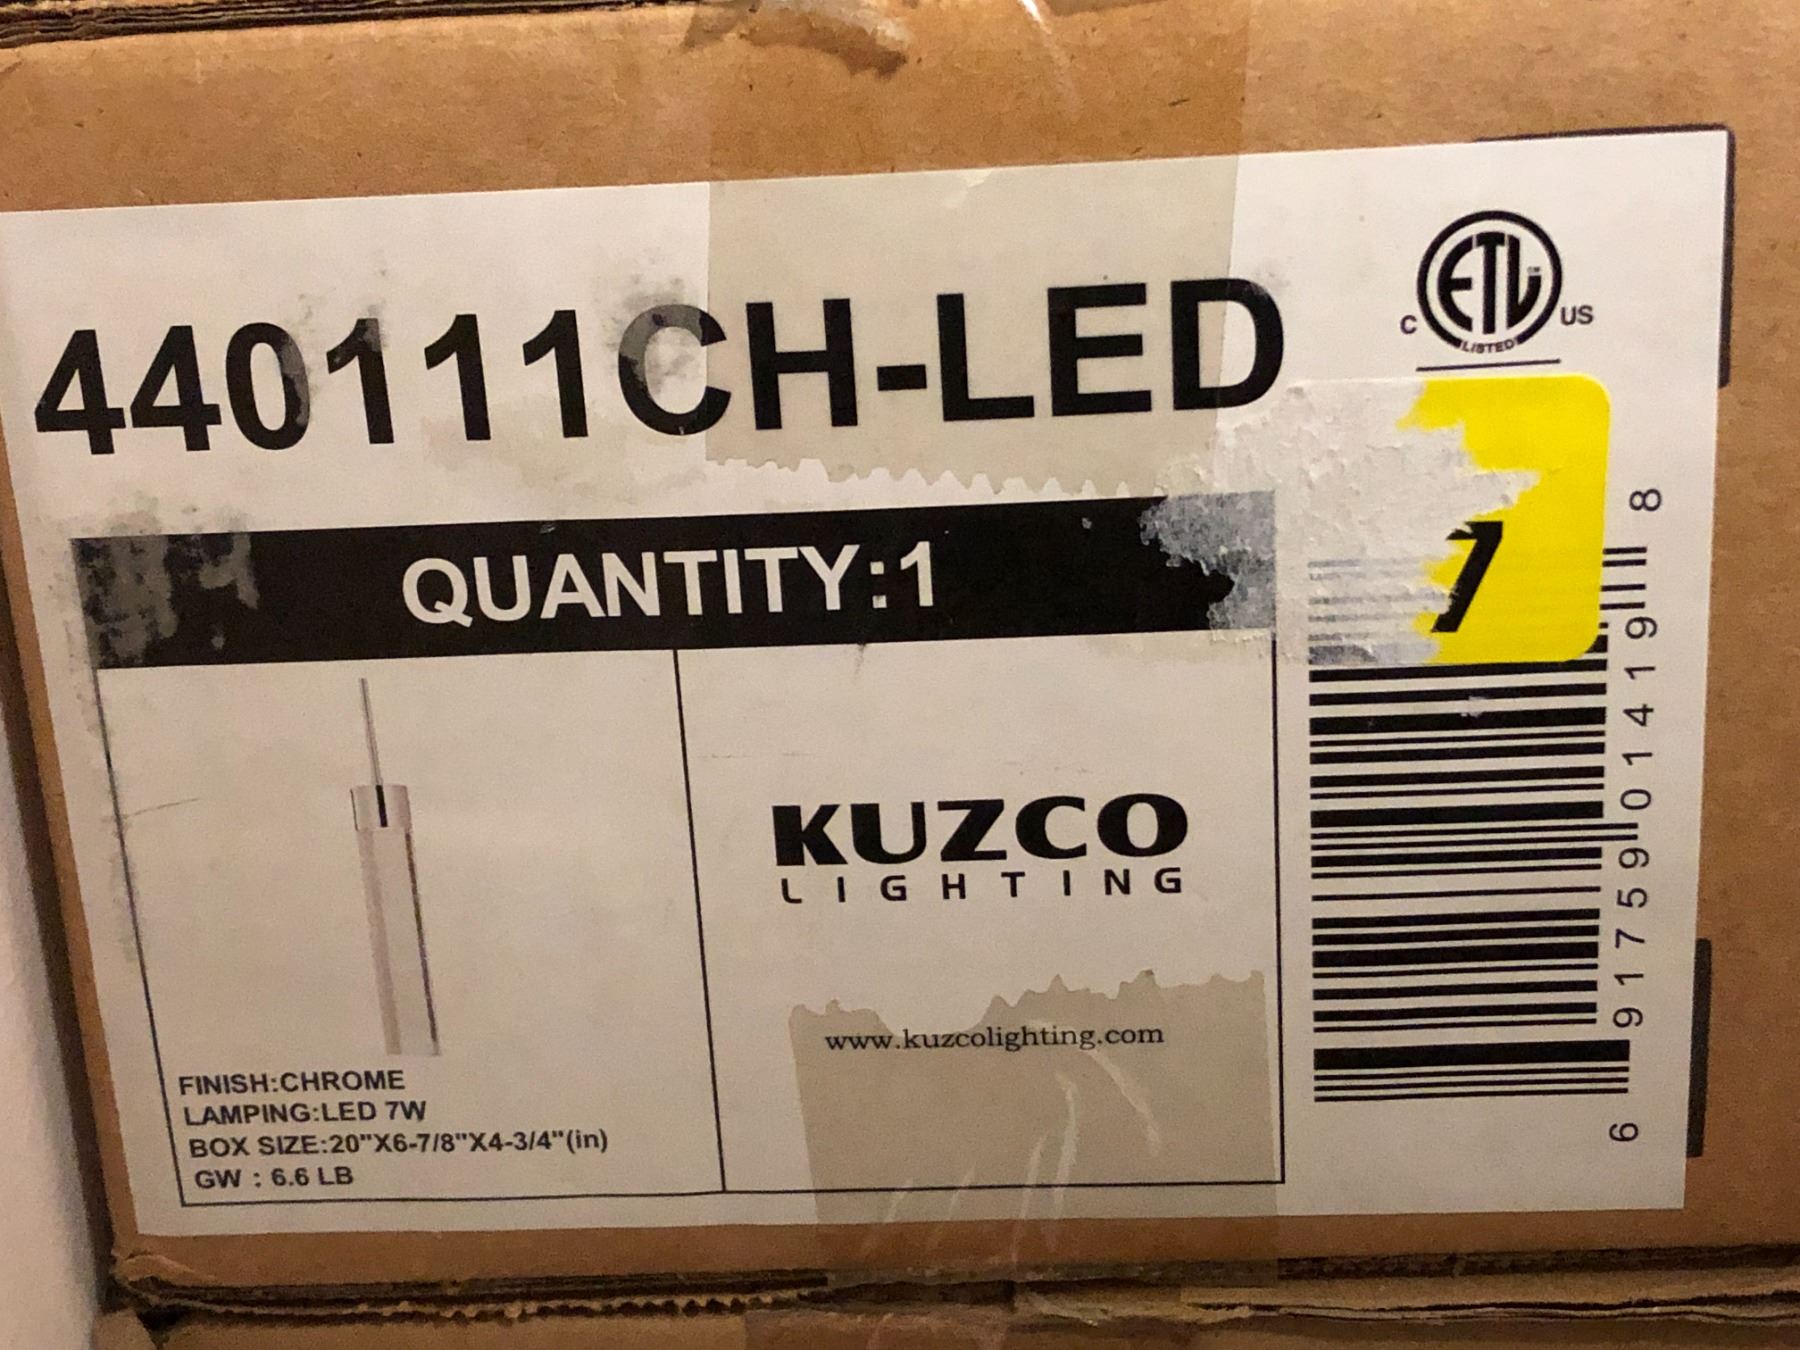 440111CH-LED
ETL
CM
C
US
LISTED
QUANTITY:1
7
KUZCO
LIGHTING
www.kuzcolighting.com
FINISH:CHROME
LAMPING:LED 7W
BOX SIZE:20"X6-7/8"X4-3/4"(in)
GW : 6.6 LB
6 91759 01419 8